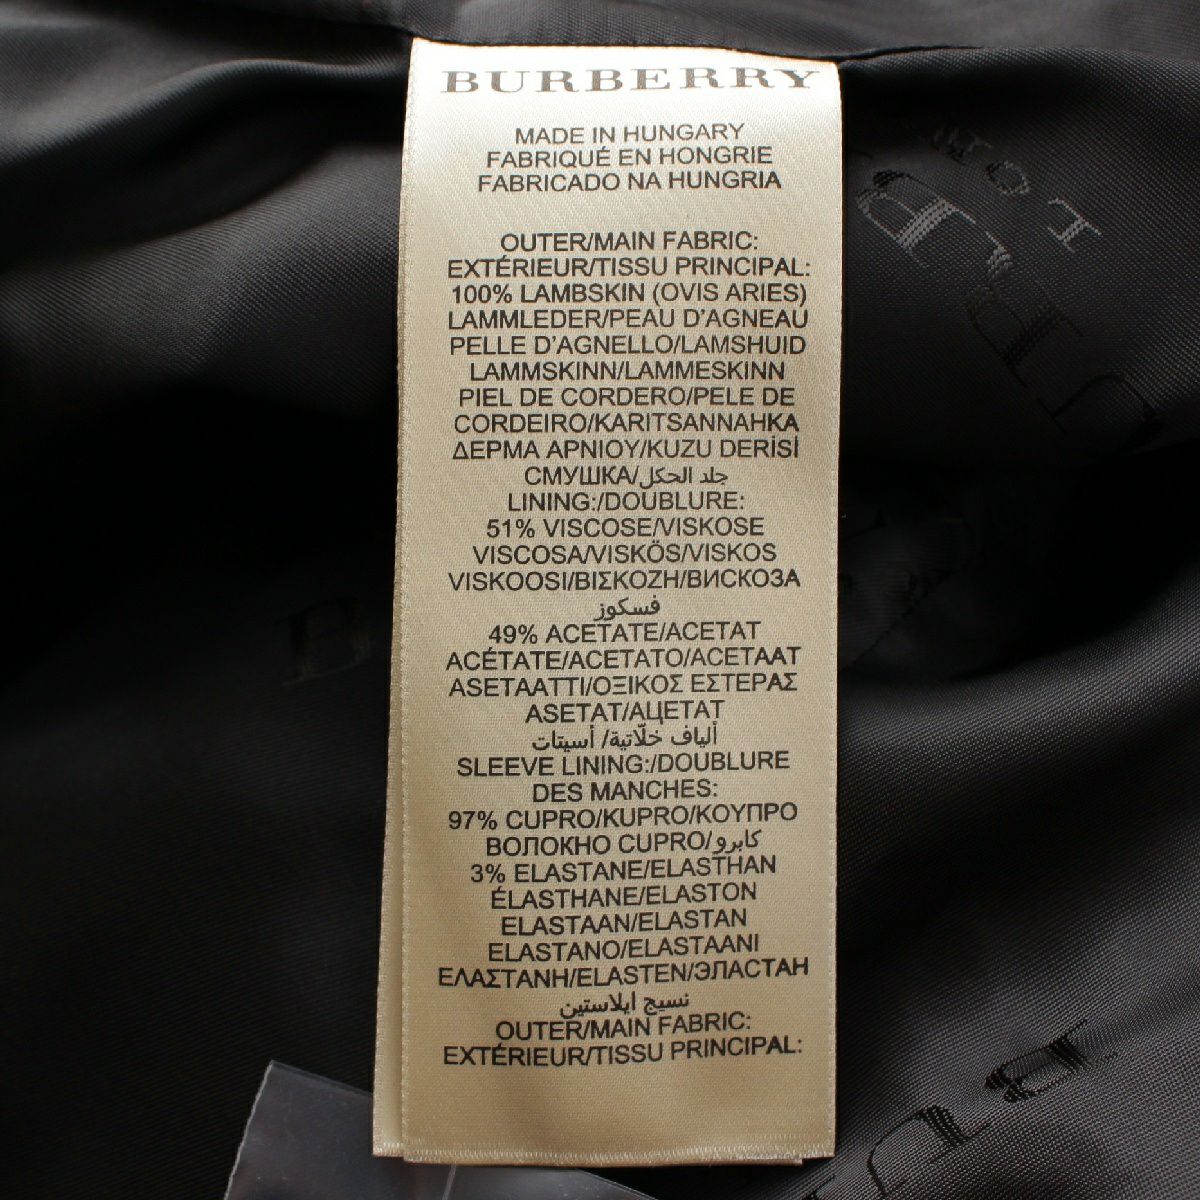 BURBERRY
MADE IN HUNGARY
FABRIQUÉ EN HONGRIE
FABRICADO NA HUNGRIA
OUTER/MAIN FABRIC:
EXTÉRIEUR/TISSU PRINCIPAL:
100% LAMBSKIN (OVIS ARIES)
LAMMLEDER/PEAU D'AGNEAU
PELLE D'AGNELLO/LAMSHUID
LAMMSKINN/LAMMESKINN
PIEL DE CORDERO/PELE DE
CORDEIRO/KARITSANNAHKA
ΔΕΡΜΑ ΑΡΝΙΟΥ/KUZU DERİSİ
СМУШКА/جلد الحكل
LINING:/DOUBLURE:
51% VISCOSE/VISKOSE
VISCOSA/VISKÖS/VISKOS
VISKOOSI/ΒΙΣΚΟΖΗ/ВИСКОЗА
فسكوز
49% ACETATE/ACETAT
ACÉTATE/ACETATO/ACETAAT
ASETAATTI/ΟΞΙΚΟΣ ΕΣΤΕΡΑΣ
ASETAT/АЦЕТАТ
ألياف خلّاتية/ أسيتات
SLEEVE LINING:/DOUBLURE
DES MANCHES:
97% CUPRO/KUPRO/ΚΟΥΠΡΟ
ВОЛОКНО CUPRO/كابرو
3% ELASTANE/ELASTHAN
ÉLASTHANE/ELASTON
ELASTAAN/ELASTAN
ELASTANO/ELASTAANI
ΕΛΑΣΤΑΝΗ/ELASTEN/ЭЛАСТАН
نسيج ايلاستين
OUTER/MAIN FABRIC:
EXTÉRIEUR/TISSU PRINCIPAL: